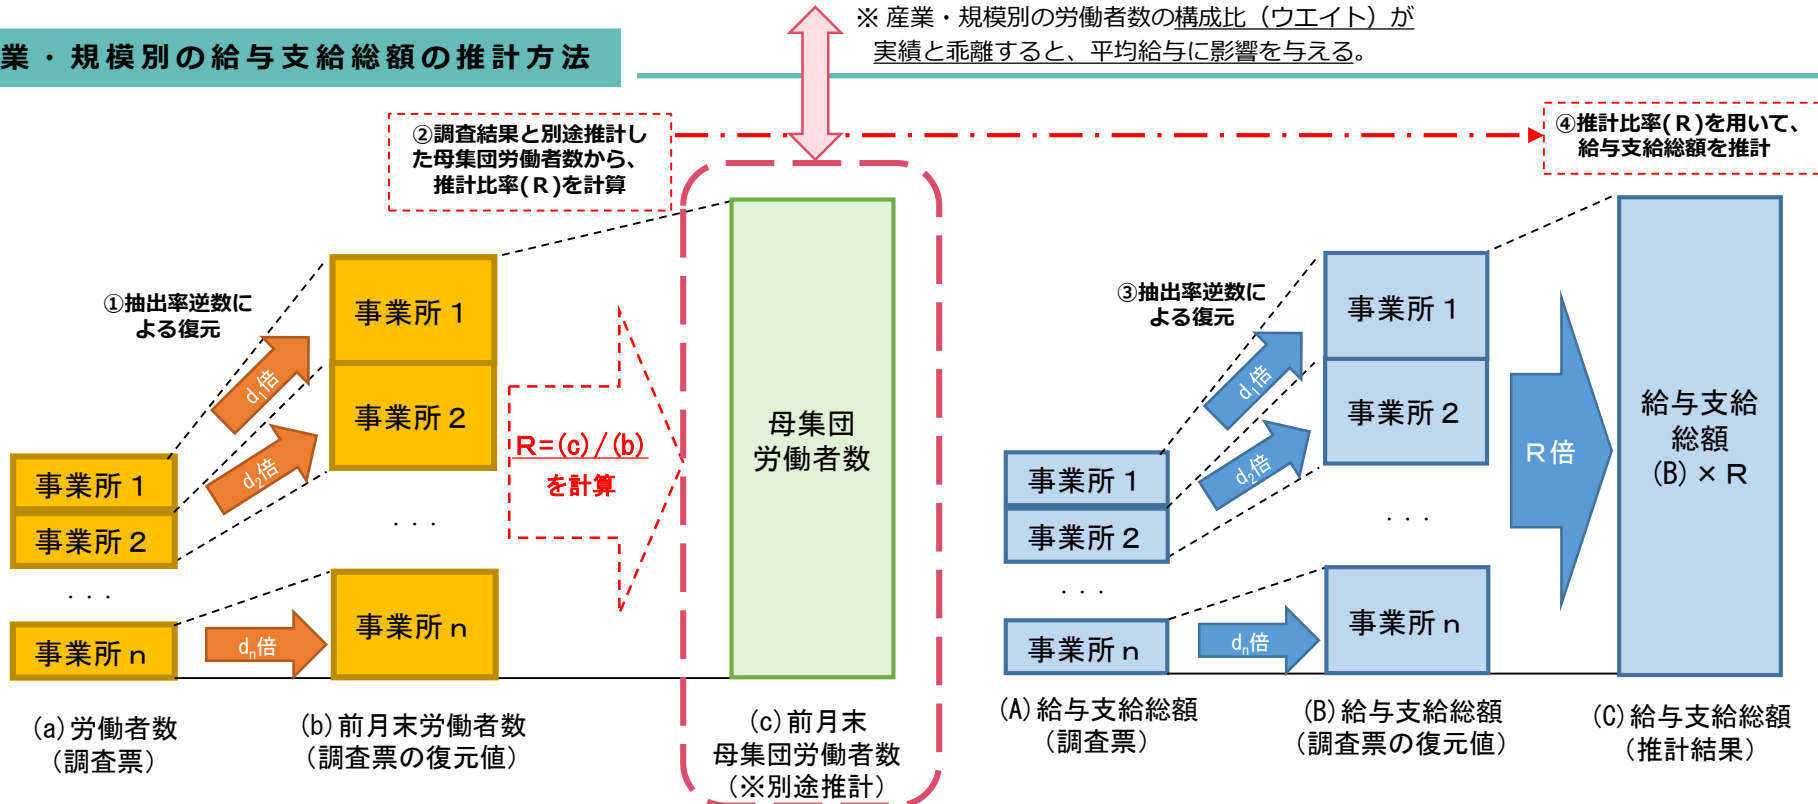 業・規模別の給与支給総額の推計方法
※ 産業・規模別の労働者数の構成比（ウエイト）が
実績と乖離すると、平均給与に影響を与える。
②調査結果と別途推計し
た母集団労働者数から、
推計比率(Ｒ)を計算
④推計比率(Ｒ)を用いて、
給与支給総額を推計
①抽出率逆数に
よる復元
d₁倍
d₂倍
dₙ倍
事業所１
事業所２
・・・
事業所ｎ
事業所１
事業所２
・・・
事業所ｎ
Ｒ=(c)/(b)
を計算
母集団
労働者数
(a)労働者数
（調査票）
(b)前月末労働者数
（調査票の復元値）
(c)前月末
母集団労働者数
（※別途推計）
③抽出率逆数に
よる復元
d₁倍
d₂倍
dₙ倍
事業所１
事業所２
・・・
事業所ｎ
事業所１
事業所２
・・・
事業所ｎ
Ｒ倍
給与支給
総額
(B)×Ｒ
(A)給与支給総額
（調査票）
(B)給与支給総額
（調査票の復元値）
(C)給与支給総額
（推計結果）